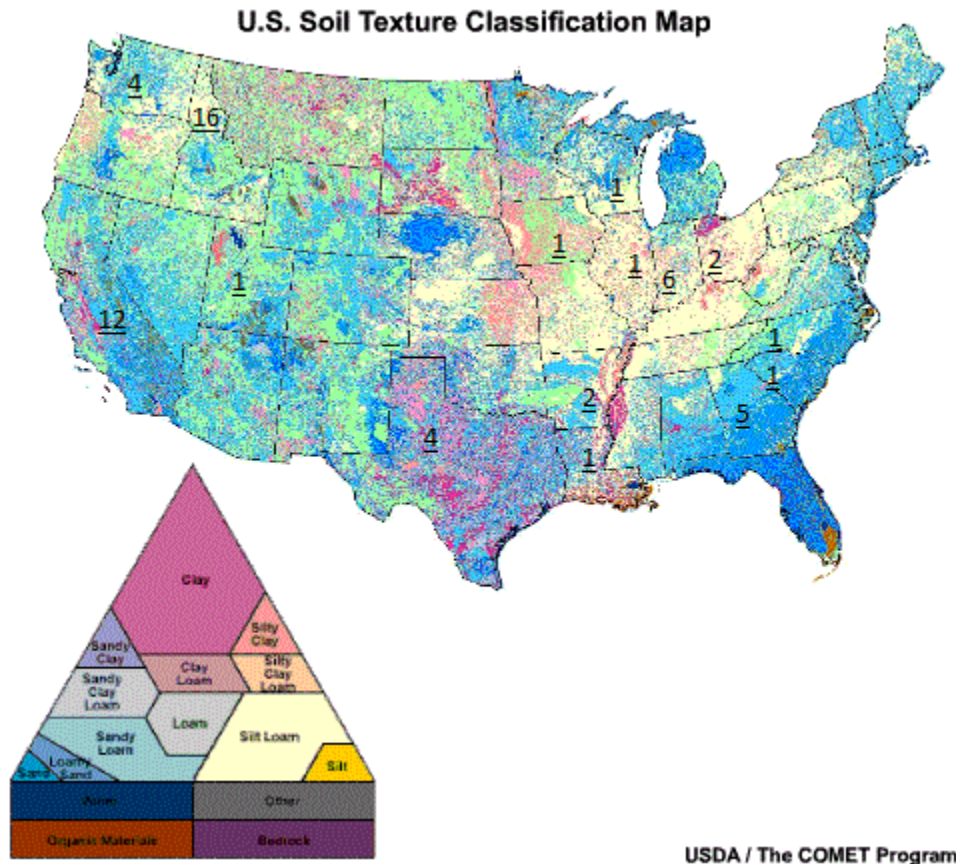 U.S. Soil Texture Classification Map
4
16
1
1
1
6
2
1
12
1
1
2
5
4
1
Clay
Silty
Clay
Sandy
Clay
Clay
Loam
Silty
Clay
Loam
Sandy
Clay
Loam
Loam
Silt Loam
Sandy
Loam
Loamy
Sand
Sand
Silt
Water
Other
Organic Materials
Bedrock
USDA / The COMET Program